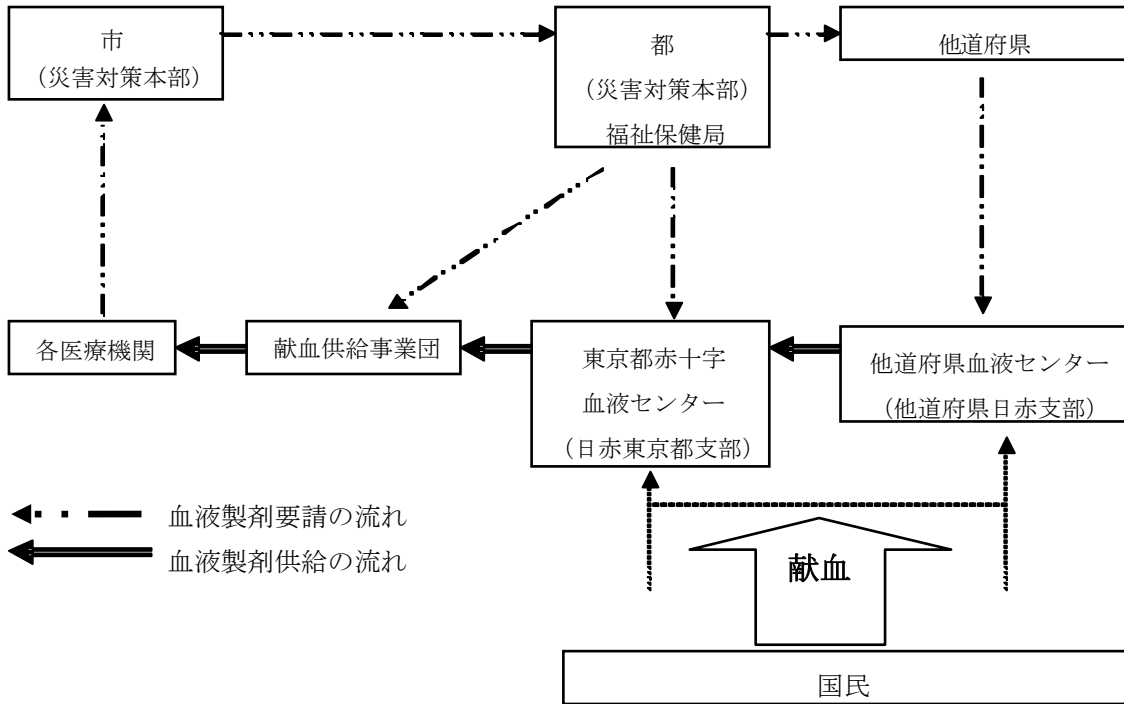 市
（災害対策本部）
都
（災害対策本部）
福祉保健局
他道府県
各医療機関
献血供給事業団
東京都赤十字
血液センター
（日赤東京都支部）
他道府県血液センター
（他道府県日赤支部）
血液製剤要請の流れ
血液製剤供給の流れ
献血
国民